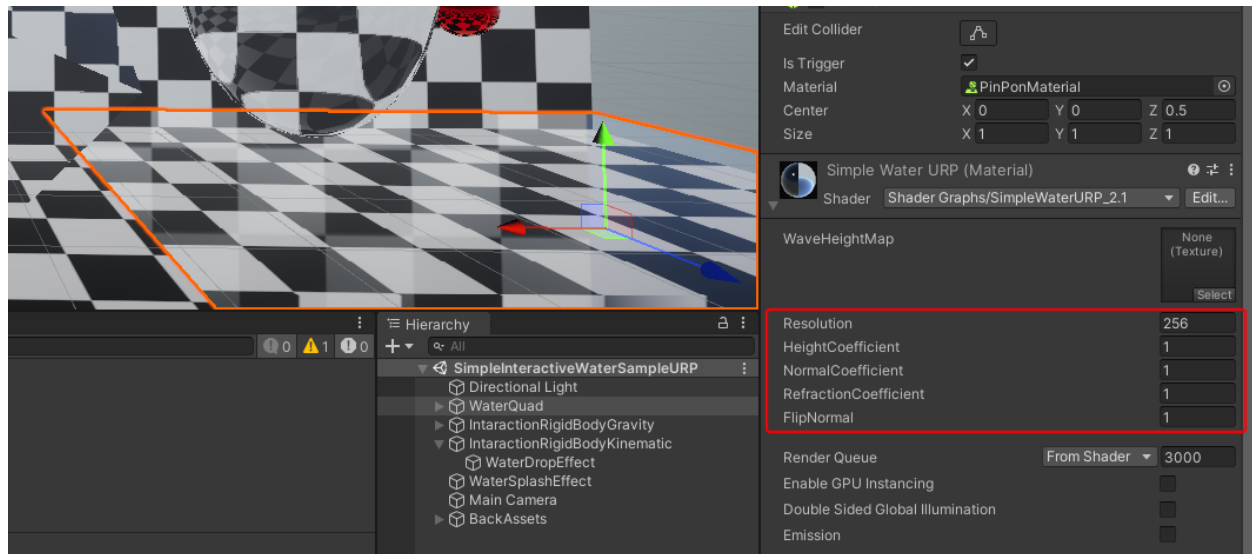 Edit Collider
Is Trigger
Material PinPonMaterial
Center X 0 Y 0 Z 0.5
Size X 1 Y 1 Z 1
Simple Water URP (Material)
Shader Shader Graphs/SimpleWaterURP_2.1 Edit...
WaveHeightMap None
(Texture)
Select
Resolution 256
HeightCoefficient 1
NormalCoefficient 1
RefractionCoefficient 1
FlipNormal 1
Render Queue From Shader 3000
Enable GPU Instancing
Double Sided Global Illumination
Emission
0 1 0
Hierarchy
All
SimpleInteractiveWaterSampleURP
Directional Light
WaterQuad
IntaractionRigidBodyGravity
IntaractionRigidBodyKinematic
WaterDropEffect
WaterSplashEffect
Main Camera
BackAssets